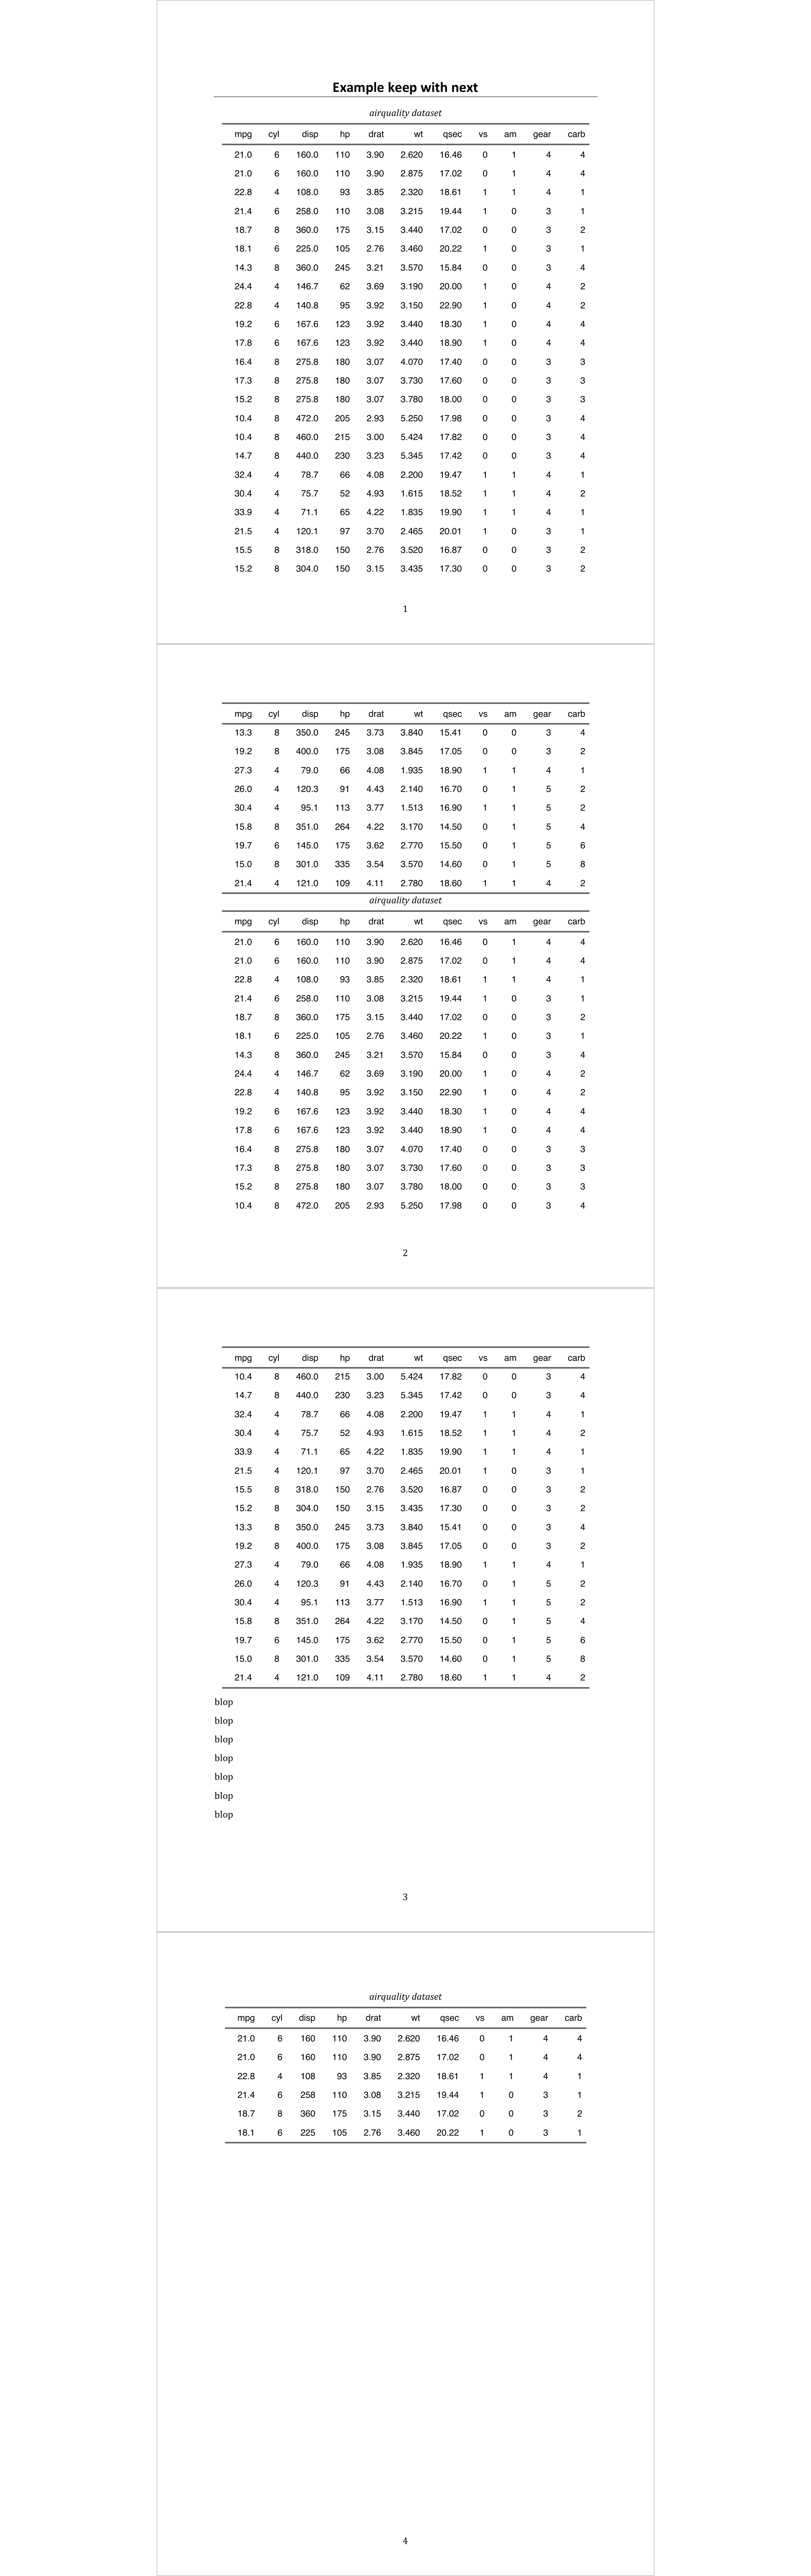 Example keep with next
airquality dataset
mpg cyl disp hp drat wt qsec vs am gear carb
21.0 6 160.0 110 3.90 2.620 16.46 0 1 4 4
21.0 6 160.0 110 3.90 2.875 17.02 0 1 4 4
22.8 4 108.0 93 3.85 2.320 18.61 1 1 4 1
21.4 6 258.0 110 3.08 3.215 19.44 1 0 3 1
18.7 8 360.0 175 3.15 3.440 17.02 0 0 3 2
18.1 6 225.0 105 2.76 3.460 20.22 1 0 3 1
14.3 8 360.0 245 3.21 3.570 15.84 0 0 3 4
24.4 4 146.7 62 3.69 3.190 20.00 1 0 4 2
22.8 4 140.8 95 3.92 3.150 22.90 1 0 4 2
19.2 6 167.6 123 3.92 3.440 18.30 1 0 4 4
17.8 6 167.6 123 3.92 3.440 18.90 1 0 4 4
16.4 8 275.8 180 3.07 4.070 17.40 0 0 3 3
17.3 8 275.8 180 3.07 3.730 17.60 0 0 3 3
15.2 8 275.8 180 3.07 3.780 18.00 0 0 3 3
10.4 8 472.0 205 2.93 5.250 17.98 0 0 3 4
10.4 8 460.0 215 3.00 5.424 17.82 0 0 3 4
14.7 8 440.0 230 3.23 5.345 17.42 0 0 3 4
32.4 4 78.7 66 4.08 2.200 19.47 1 1 4 1
30.4 4 75.7 52 4.93 1.615 18.52 1 1 4 2
33.9 4 71.1 65 4.22 1.835 19.90 1 1 4 1
21.5 4 120.1 97 3.70 2.465 20.01 1 0 3 1
15.5 8 318.0 150 2.76 3.520 16.87 0 0 3 2
15.2 8 304.0 150 3.15 3.435 17.30 0 0 3 2
1
mpg cyl disp hp drat wt qsec vs am gear carb
13.3 8 350.0 245 3.73 3.840 15.41 0 0 3 4
19.2 8 400.0 175 3.08 3.845 17.05 0 0 3 2
27.3 4 79.0 66 4.08 1.935 18.90 1 1 4 1
26.0 4 120.3 91 4.43 2.140 16.70 0 1 5 2
30.4 4 95.1 113 3.77 1.513 16.90 1 1 5 2
15.8 8 351.0 264 4.22 3.170 14.50 0 1 5 4
19.7 6 145.0 175 3.62 2.770 15.50 0 1 5 6
15.0 8 301.0 335 3.54 3.570 14.60 0 1 5 8
21.4 4 121.0 109 4.11 2.780 18.60 1 1 4 2
airquality dataset
mpg cyl disp hp drat wt qsec vs am gear carb
21.0 6 160.0 110 3.90 2.620 16.46 0 1 4 4
21.0 6 160.0 110 3.90 2.875 17.02 0 1 4 4
22.8 4 108.0 93 3.85 2.320 18.61 1 1 4 1
21.4 6 258.0 110 3.08 3.215 19.44 1 0 3 1
18.7 8 360.0 175 3.15 3.440 17.02 0 0 3 2
18.1 6 225.0 105 2.76 3.460 20.22 1 0 3 1
14.3 8 360.0 245 3.21 3.570 15.84 0 0 3 4
24.4 4 146.7 62 3.69 3.190 20.00 1 0 4 2
22.8 4 140.8 95 3.92 3.150 22.90 1 0 4 2
19.2 6 167.6 123 3.92 3.440 18.30 1 0 4 4
17.8 6 167.6 123 3.92 3.440 18.90 1 0 4 4
16.4 8 275.8 180 3.07 4.070 17.40 0 0 3 3
17.3 8 275.8 180 3.07 3.730 17.60 0 0 3 3
15.2 8 275.8 180 3.07 3.780 18.00 0 0 3 3
10.4 8 472.0 205 2.93 5.250 17.98 0 0 3 4
2
mpg cyl disp hp drat wt qsec vs am gear carb
10.4 8 460.0 215 3.00 5.424 17.82 0 0 3 4
14.7 8 440.0 230 3.23 5.345 17.42 0 0 3 4
32.4 4 78.7 66 4.08 2.200 19.47 1 1 4 1
30.4 4 75.7 52 4.93 1.615 18.52 1 1 4 2
33.9 4 71.1 65 4.22 1.835 19.90 1 1 4 1
21.5 4 120.1 97 3.70 2.465 20.01 1 0 3 1
15.5 8 318.0 150 2.76 3.520 16.87 0 0 3 2
15.2 8 304.0 150 3.15 3.435 17.30 0 0 3 2
13.3 8 350.0 245 3.73 3.840 15.41 0 0 3 4
19.2 8 400.0 175 3.08 3.845 17.05 0 0 3 2
27.3 4 79.0 66 4.08 1.935 18.90 1 1 4 1
26.0 4 120.3 91 4.43 2.140 16.70 0 1 5 2
30.4 4 95.1 113 3.77 1.513 16.90 1 1 5 2
15.8 8 351.0 264 4.22 3.170 14.50 0 1 5 4
19.7 6 145.0 175 3.62 2.770 15.50 0 1 5 6
15.0 8 301.0 335 3.54 3.570 14.60 0 1 5 8
21.4 4 121.0 109 4.11 2.780 18.60 1 1 4 2
blop
blop
blop
blop
blop
blop
blop
3
airquality dataset
mpg cyl disp hp drat wt qsec vs am gear carb
21.0 6 160 110 3.90 2.620 16.46 0 1 4 4
21.0 6 160 110 3.90 2.875 17.02 0 1 4 4
22.8 4 108 93 3.85 2.320 18.61 1 1 4 1
21.4 6 258 110 3.08 3.215 19.44 1 0 3 1
18.7 8 360 175 3.15 3.440 17.02 0 0 3 2
18.1 6 225 105 2.76 3.460 20.22 1 0 3 1
4